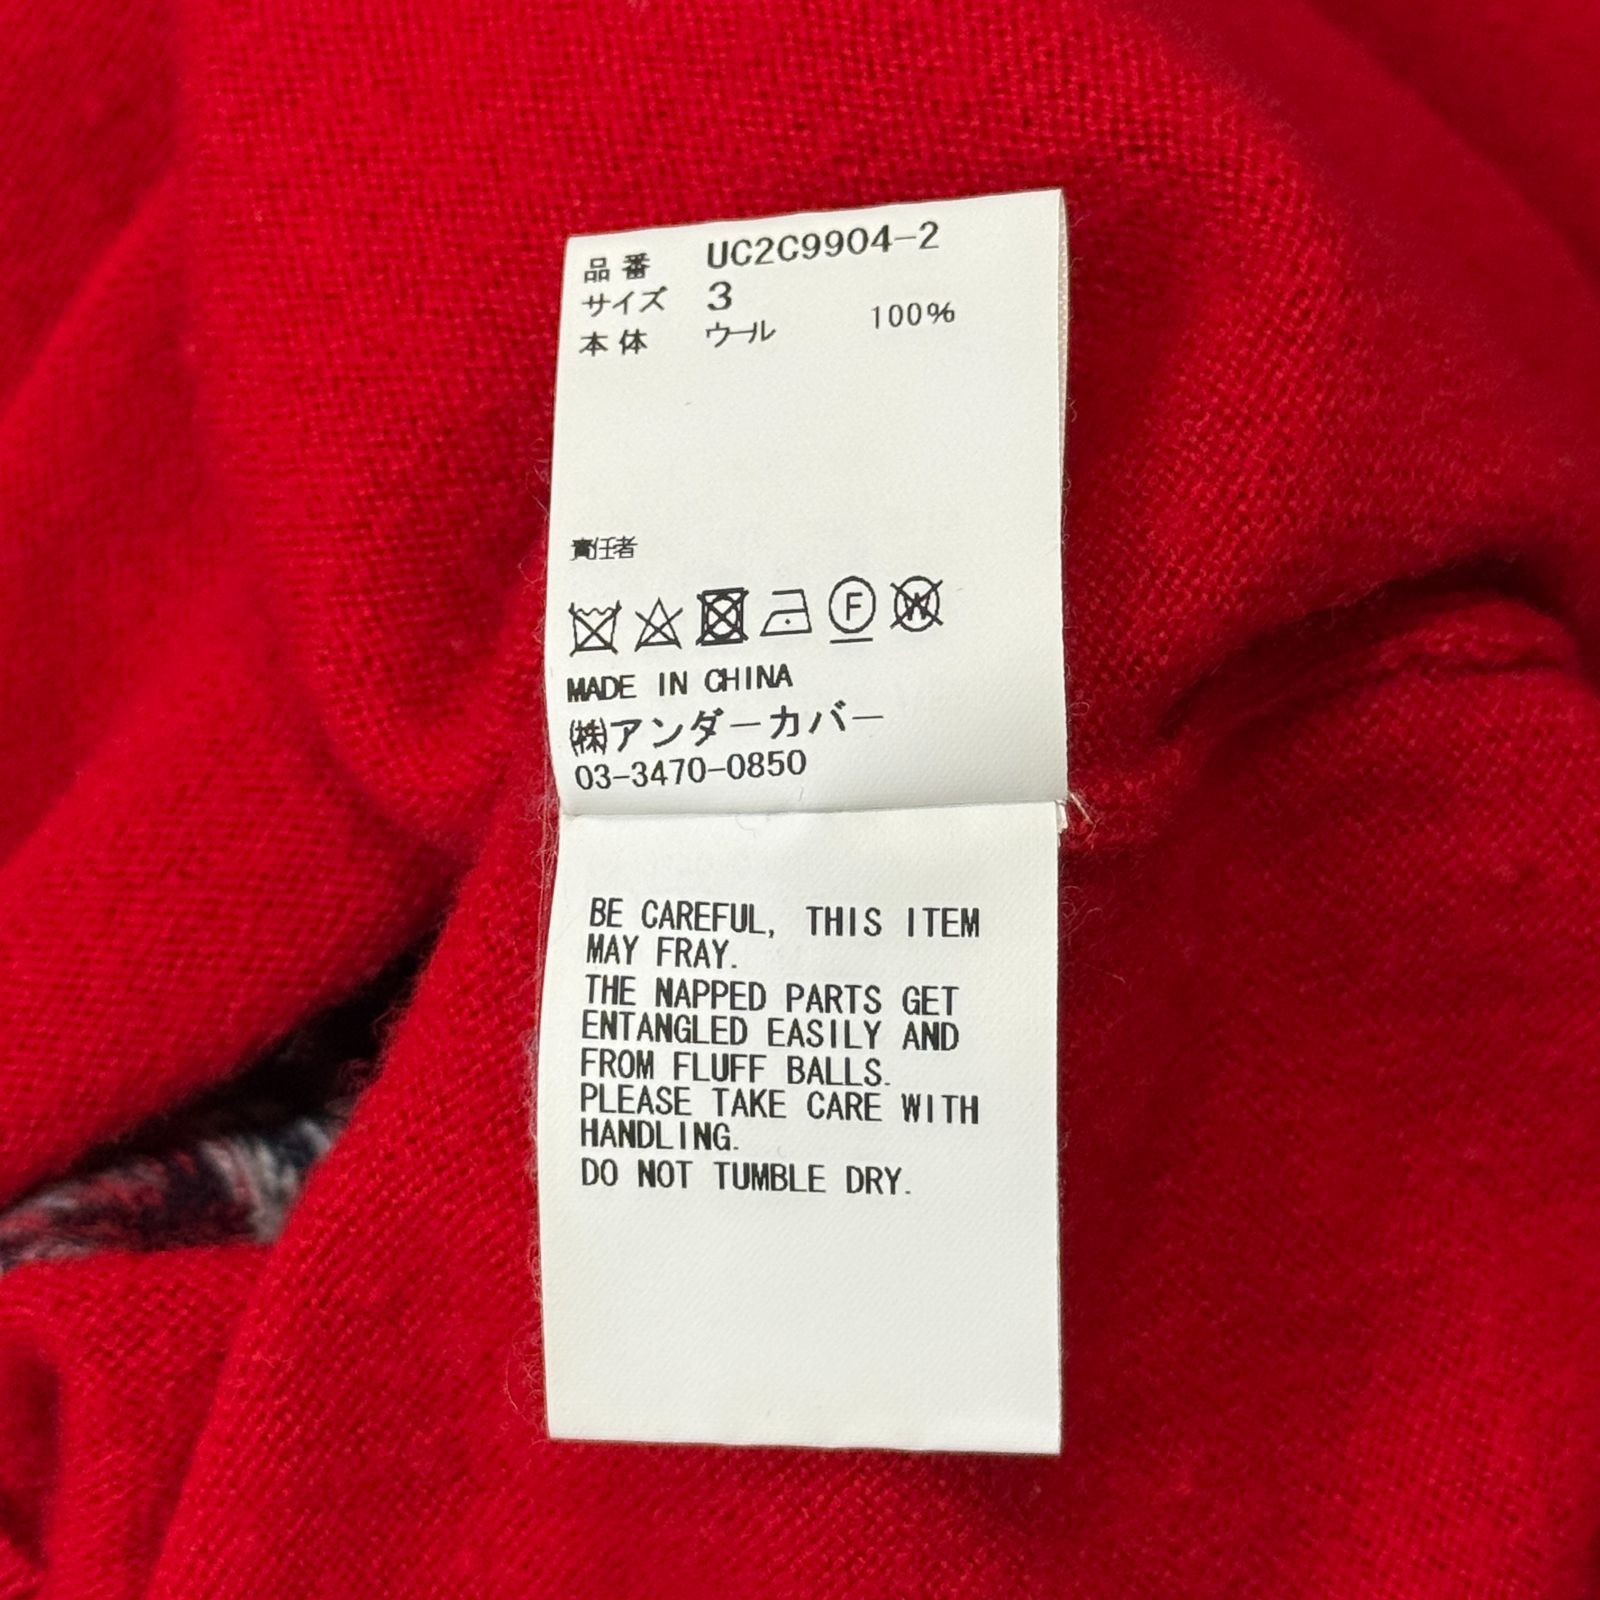 品番 UC2C9904-2
サイズ 3
本体 ウール 100%
責任者
F W
MADE IN CHINA
㈱アンダーカバー
03-3470-0850
BE CAREFUL, THIS ITEM
MAY FRAY.
THE NAPPED PARTS GET
ENTANGLED EASILY AND
FROM FLUFF BALLS.
PLEASE TAKE CARE WITH
HANDLING.
DO NOT TUMBLE DRY.